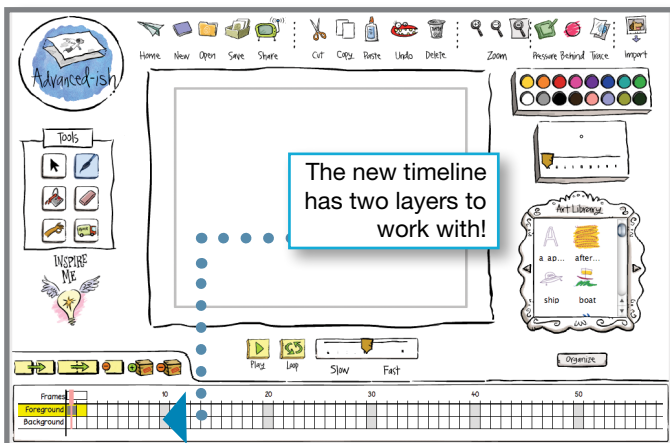 Home New Open Save Share Cut Copy Paste Undo Delete Zoom Pressure Behind Trace Import
Advanced-ish
Tools
INSPIRE
ME
The new timeline
has two layers to
work with!
Art Library
a ap... after...
ship boat
Play Loop Slow Fast
Organize
Frames 10 20 30 40 50
Foreground
Background